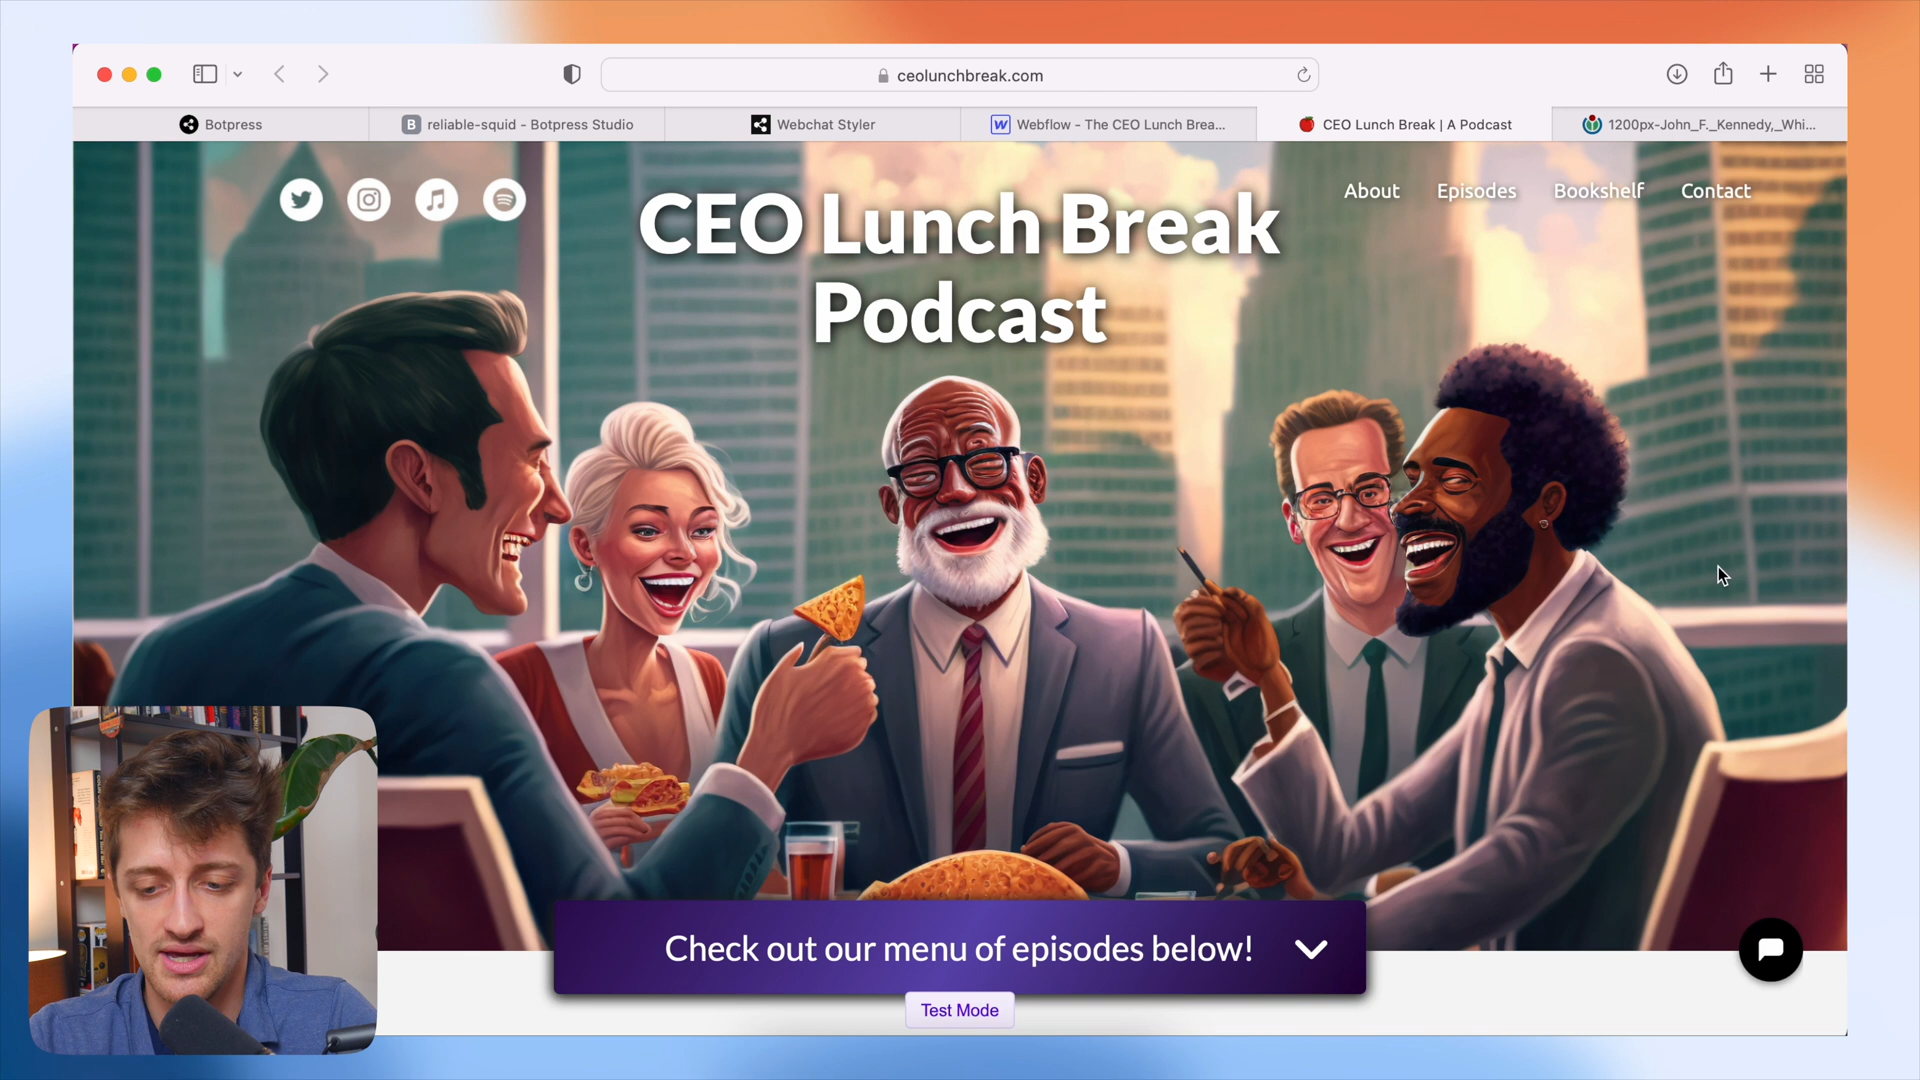 ceolunchbreak.com
Botpress
B reliable-squid - Botpress Studio
Webchat Styler
W Webflow - The CEO Lunch Brea...
CEO Lunch Break | A Podcast
1200px-John_F._Kennedy,_Whi...
About Episodes Bookshelf Contact
CEO Lunch Break
Podcast
Check out our menu of episodes below!
Test Mode